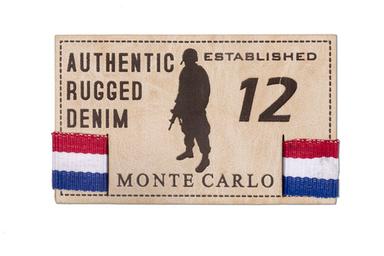 AUTHENTIC
RUGGED
DENIM
ESTABLISHED
12
MONTE CARLO